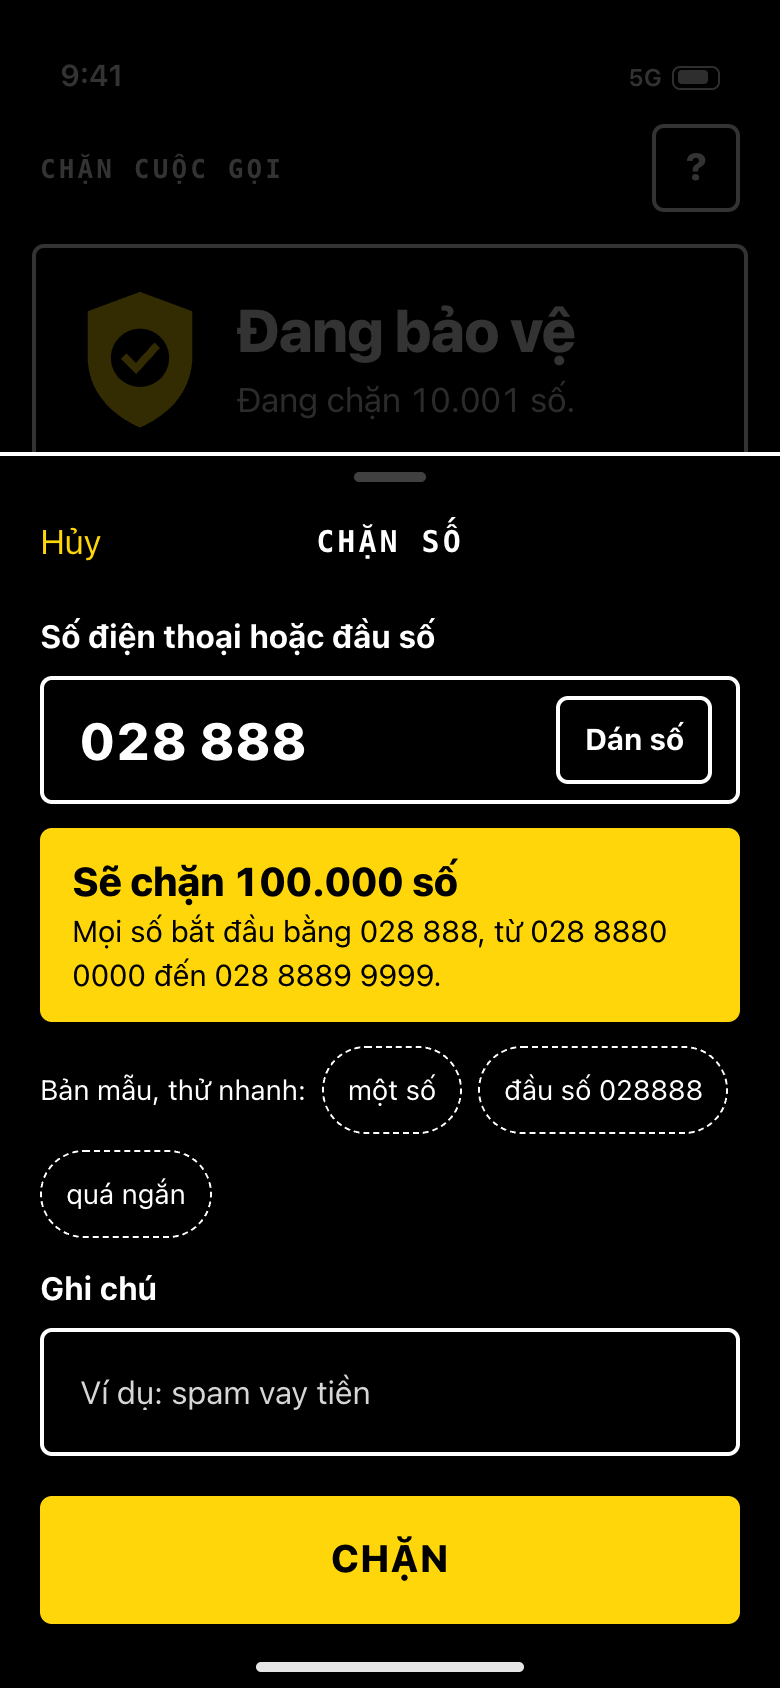 9:41
5G
CHẶN CUỘC GỌI
?
Đang bảo vệ
Đang chặn 10.001 số.
Hủy
CHẶN SỐ
Số điện thoại hoặc đầu số
028 888
Dán số
Sẽ chặn 100.000 số
Mọi số bắt đầu bằng 028 888, từ 028 8880
0000 đến 028 8889 9999.
Bản mẫu, thử nhanh:
một số
đầu số 028888
quá ngắn
Ghi chú
Ví dụ: spam vay tiền
CHẶN